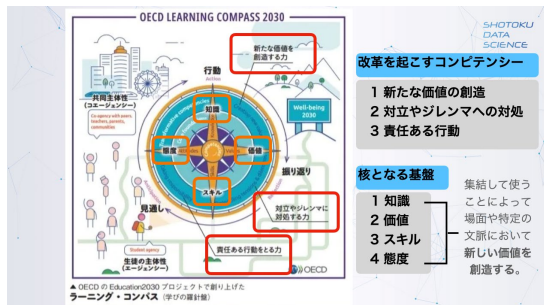 OECD LEARNING COMPASS 2030
新たな価値を
創造する力
行動
Action
共同主体性
(コエージェンシー)
Co-agency with peers,
teachers, parents,
communities
知識
態度
価値
スキル
Well-being
2030
振り返り
見通し
対立やジレンマに
対処する力
責任ある行動をとる力
Student agency
生徒の主体性
(エージェンシー)
OECD
▲ OECD の Education2030 プロジェクトで創り上げた
ラーニング・コンパス (学びの羅針盤)
SHOTOKU
DATA
SCIENCE
改革を起こすコンピテンシー
1 新たな価値の創造
2 対立やジレンマへの対処
3 責任ある行動
核となる基盤
1 知識
2 価値
3 スキル
4 態度
集結して使う
ことによって
場面や特定の
文脈において
新しい価値を
創造する。